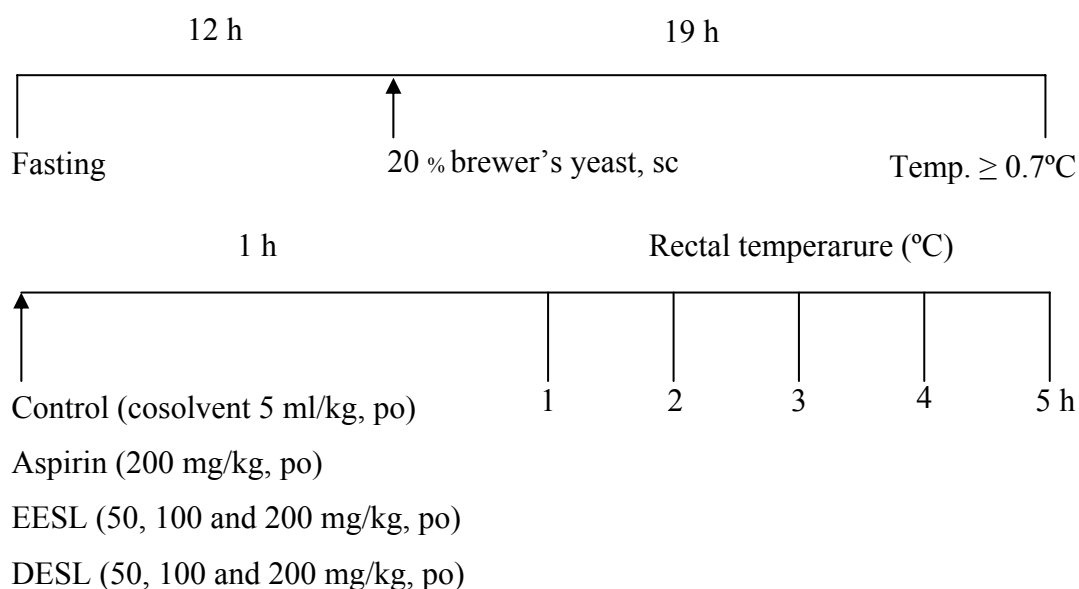 12 h 19 h
Fasting 20 % brewer’s yeast, sc Temp. ≥ 0.7ºC
1 h Rectal temperarure (ºC)
Control (cosolvent 5 ml/kg, po) 1 2 3 4 5 h
Aspirin (200 mg/kg, po)
EESL (50, 100 and 200 mg/kg, po)
DESL (50, 100 and 200 mg/kg, po)